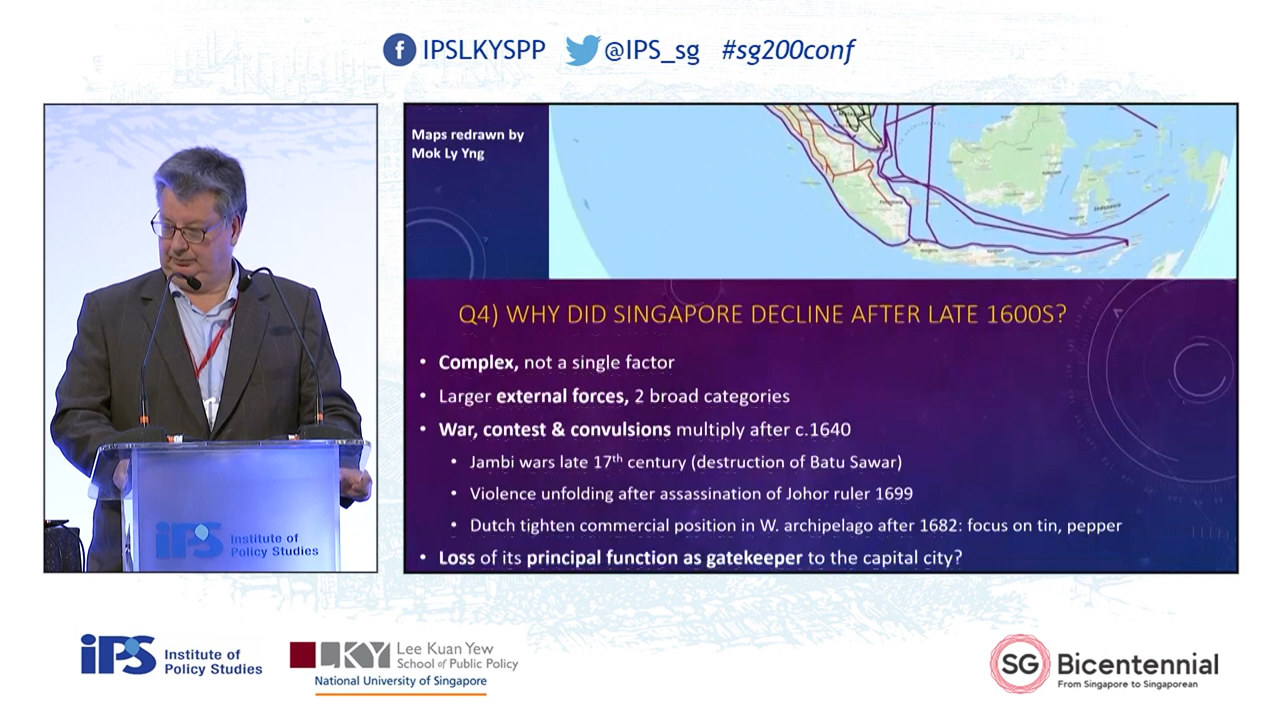 IPSLKYSPP @IPS_sg #sg200conf
Maps redrawn by
Mok Ly Yng
Q4) WHY DID SINGAPORE DECLINE AFTER LATE 1600S?
• Complex, not a single factor
• Larger external forces, 2 broad categories
• War, contest & convulsions multiply after c.1640
• Jambi wars late 17th century (destruction of Batu Sawar)
• Violence unfolding after assassination of Johor ruler 1699
• Dutch tighten commercial position in W. archipelago after 1682: focus on tin, pepper
• Loss of its principal function as gatekeeper to the capital city?
iPS Institute of
Policy Studies
iPS Institute of
Policy Studies
LKY Lee Kuan Yew
School of Public Policy
National University of Singapore
SG Bicentennial
From Singapore to Singaporean